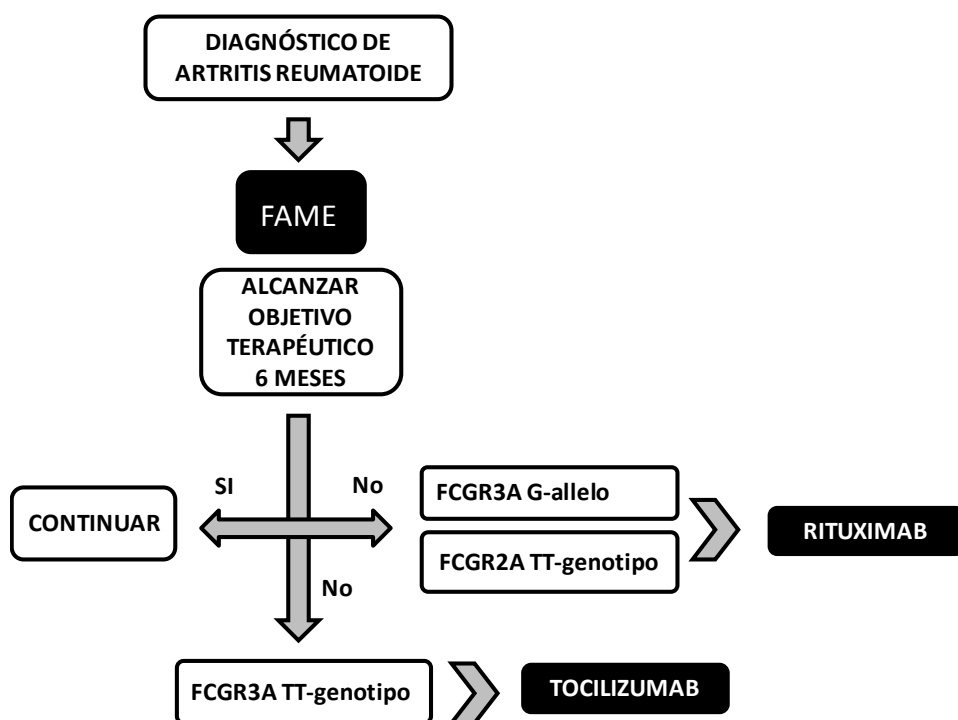 DIAGNÓSTICO DE
ARTRITIS REUMATOIDE
FAME
ALCANZAR
OBJETIVO
TERAPÉUTICO
6 MESES
SI
No
CONTINUAR
FCGR3A G-allelo
FCGR2A TT-genotipo
RITUXIMAB
No
FCGR3A TT-genotipo
TOCILIZUMAB